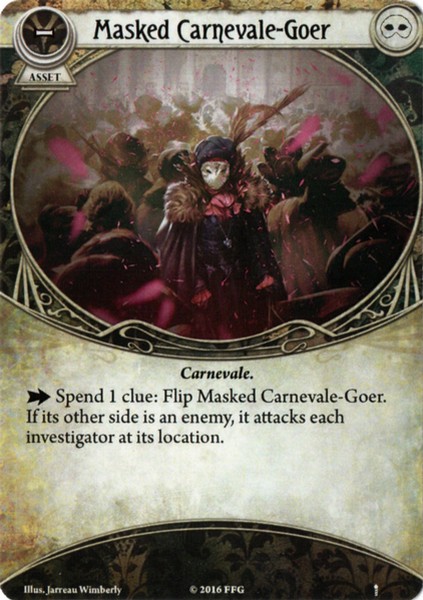 Masked Carnevale-Goer
ASSET
Carnevale.
Spend 1 clue: Flip Masked Carnevale-Goer.
If its other side is an enemy, it attacks each
investigator at its location.
Illus. Jarreau Wimberly
© 2016 FFG
1